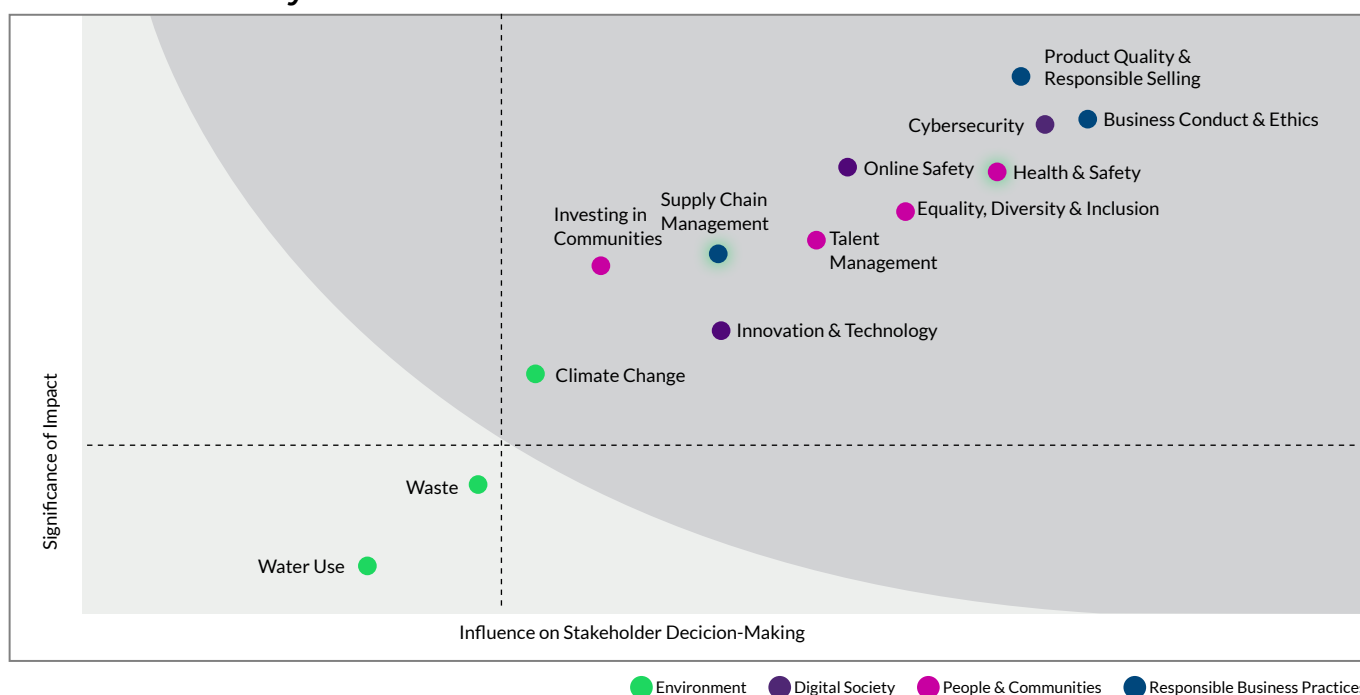 Product Quality &
Responsible Selling
Cybersecurity
Business Conduct & Ethics
Online Safety
Health & Safety
Supply Chain
Management
Equality, Diversity & Inclusion
Investing in
Communities
Talent
Management
Innovation & Technology
Climate Change
Significance of Impact
Waste
Water Use
Influence on Stakeholder Decicion-Making
Environment
Digital Society
People & Communities
Responsible Business Practices